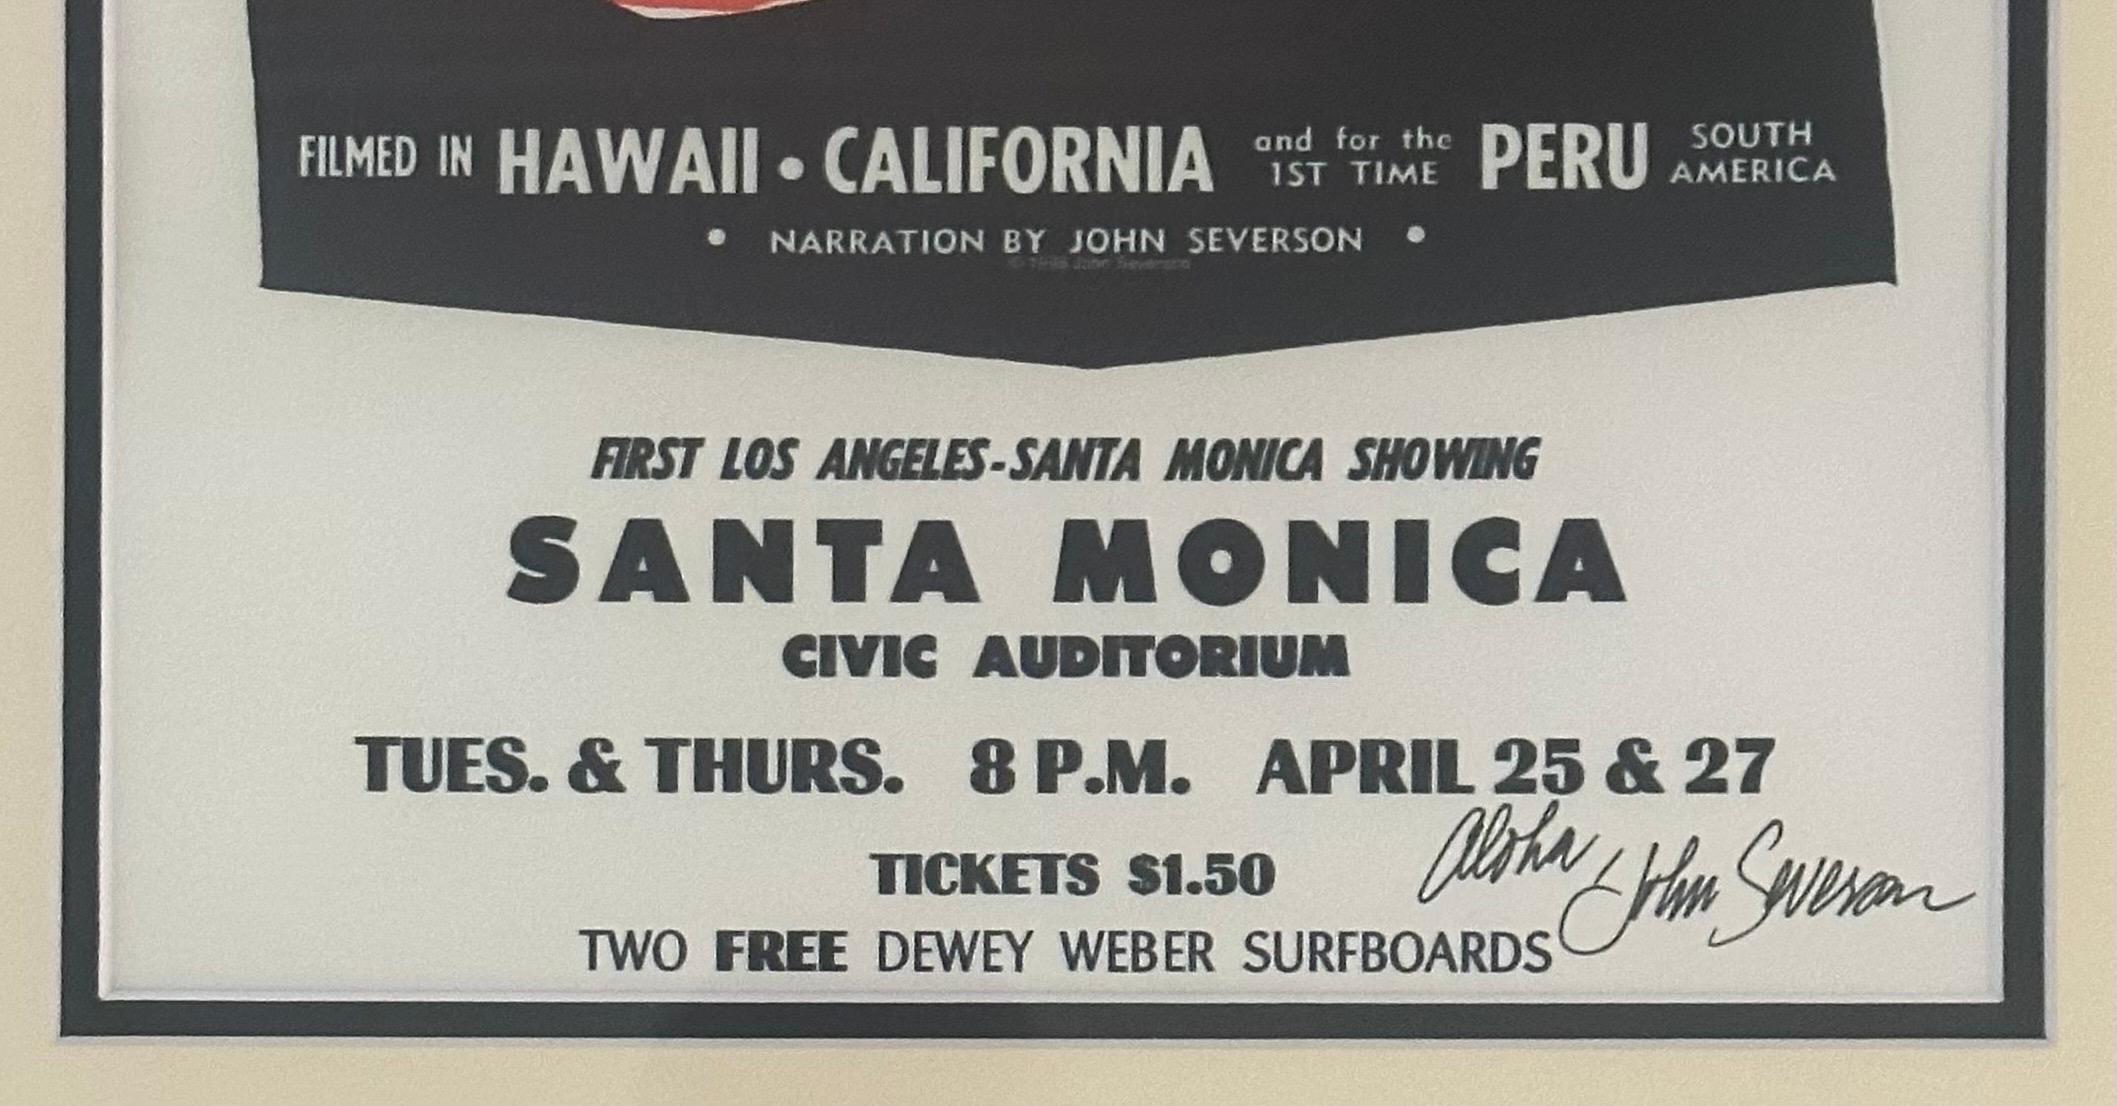 FILMED IN HAWAII • CALIFORNIA and for the 1ST TIME PERU SOUTH AMERICA
• NARRATION BY JOHN SEVERSON •
John Severson
FIRST LOS ANGELES-SANTA MONICA SHOWING
SANTA MONICA
CIVIC AUDITORIUM
TUES. & THURS. 8 P.M. APRIL 25 & 27
TICKETS $1.50
Aloha, John Severson
TWO FREE DEWEY WEBER SURFBOARDS